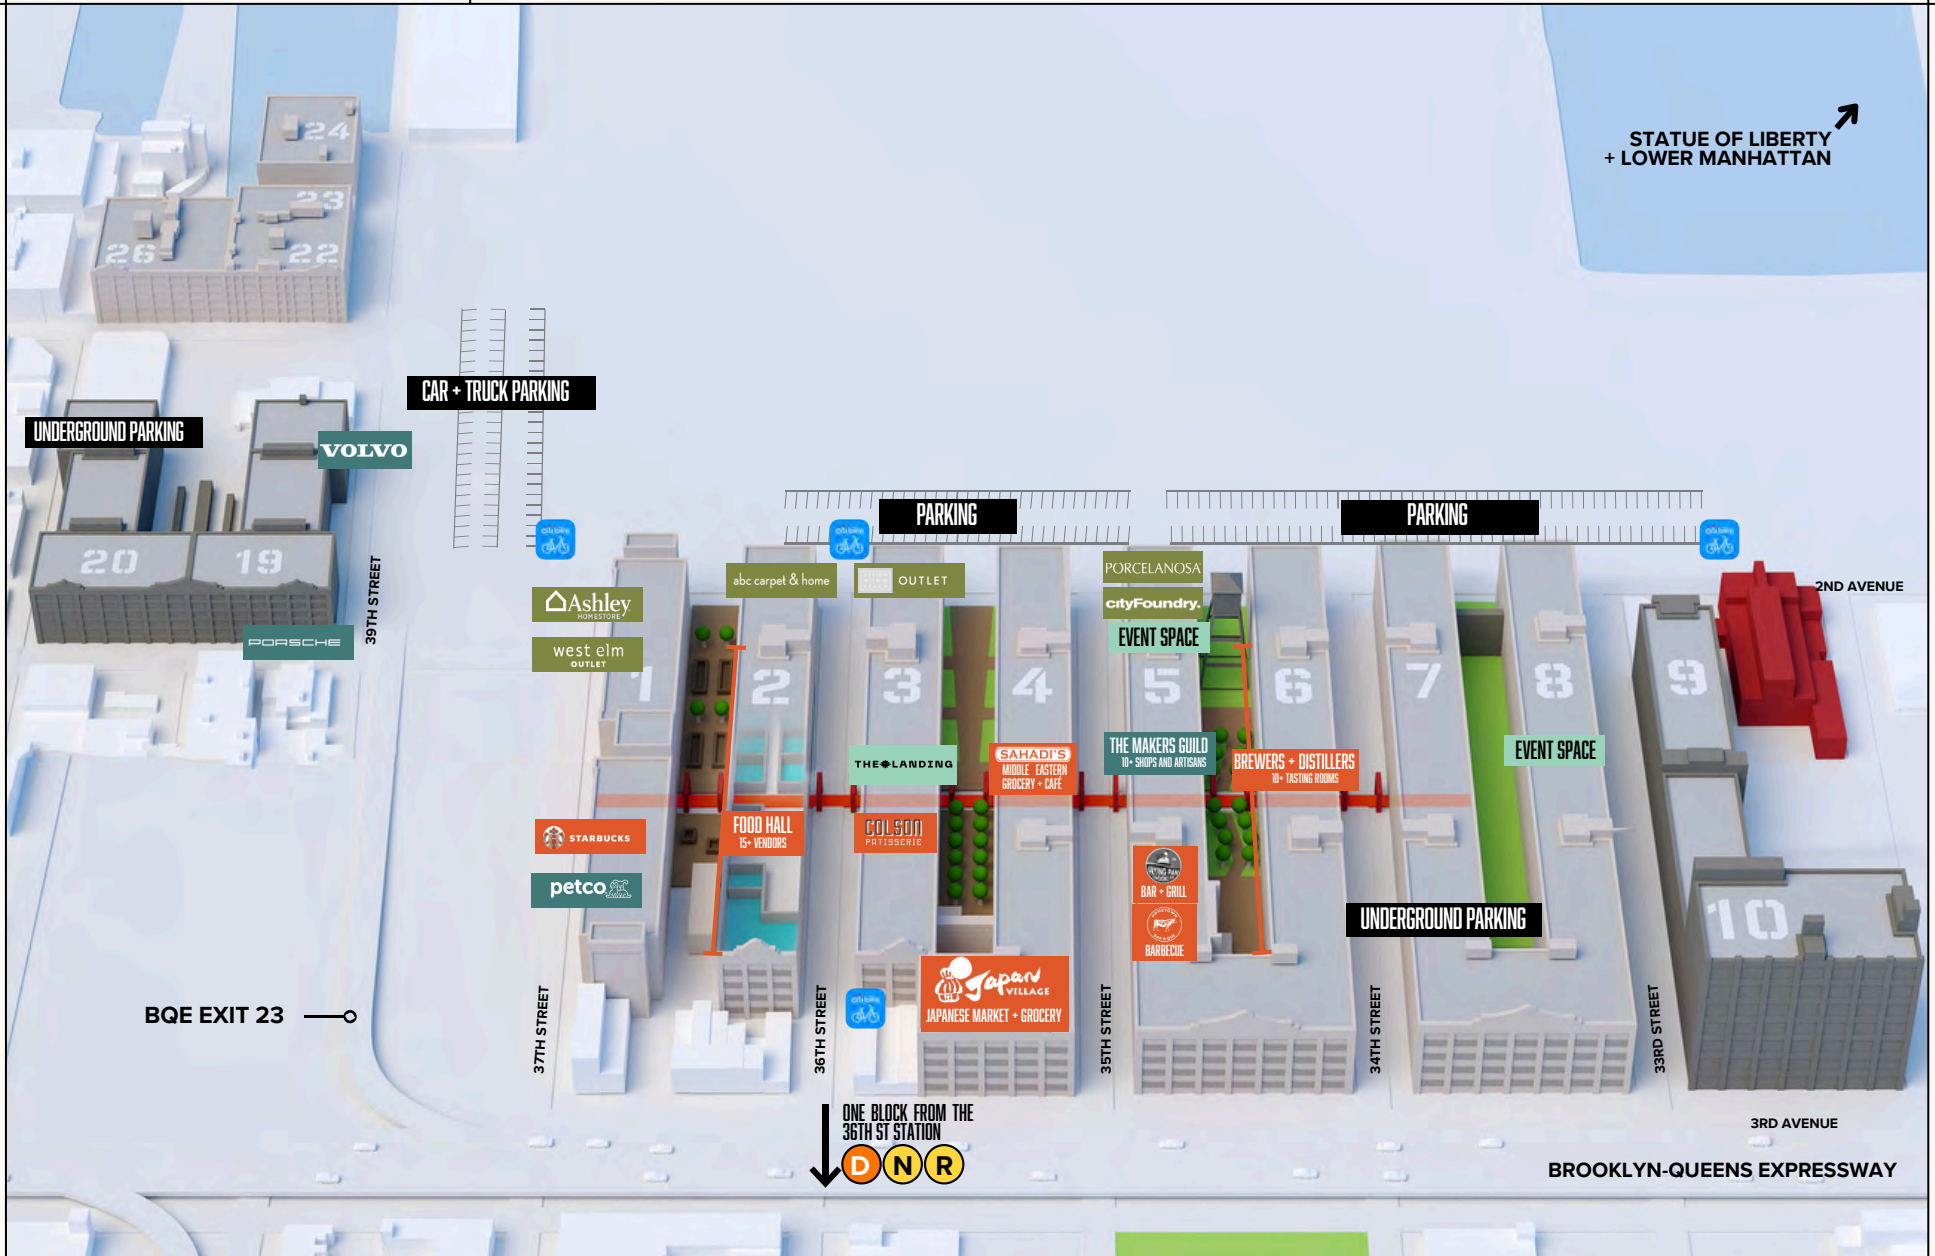 STATUE OF LIBERTY
+ LOWER MANHATTAN
24
23
26
22
CAR + TRUCK PARKING
UNDERGROUND PARKING
VOLVO
PARKING
PARKING
20
19
39TH STREET
PORSCHE
2ND AVENUE
Ashley
HOMESTORE
west elm
OUTLET
abc carpet & home
OUTLET
PORCELANOSA
cityFoundry.
EVENT SPACE
1
2
3
4
5
6
7
8
9
THE LANDING
SAHADI'S
MIDDLE EASTERN
GROCERY + CAFÉ
THE MAKERS GUILD
10+ SHOPS AND ARTISANS
BREWERS + DISTILLERS
10+ TASTING ROOMS
EVENT SPACE
STARBUCKS
FOOD HALL
15+ VENDORS
COLSON
PATISSERIE
petco
BAR + GRILL
BARBECUE
UNDERGROUND PARKING
10
Japan
VILLAGE
JAPANESE MARKET + GROCERY
BQE EXIT 23
37TH STREET
36TH STREET
35TH STREET
34TH STREET
33RD STREET
ONE BLOCK FROM THE
36TH ST STATION
D N R
3RD AVENUE
BROOKLYN-QUEENS EXPRESSWAY